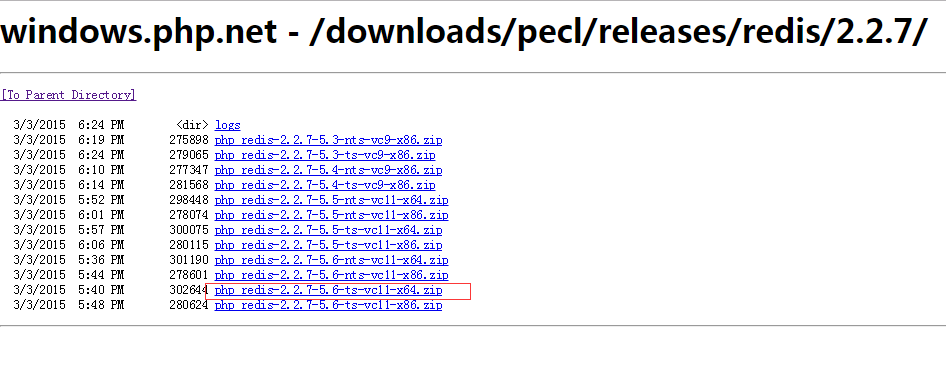 windows.php.net - /downloads/pecl/releases/redis/2.2.7/
[To Parent Directory]
3/3/2015 6:24 PM <dir> logs
3/3/2015 6:19 PM 275898 php_redis-2.2.7-5.3-nts-vc9-x86.zip
3/3/2015 6:24 PM 279065 php_redis-2.2.7-5.3-ts-vc9-x86.zip
3/3/2015 6:10 PM 277347 php_redis-2.2.7-5.4-nts-vc9-x86.zip
3/3/2015 6:14 PM 281568 php_redis-2.2.7-5.4-ts-vc9-x86.zip
3/3/2015 5:52 PM 298448 php_redis-2.2.7-5.5-nts-vc11-x64.zip
3/3/2015 6:01 PM 278074 php_redis-2.2.7-5.5-nts-vc11-x86.zip
3/3/2015 5:57 PM 300075 php_redis-2.2.7-5.5-ts-vc11-x64.zip
3/3/2015 6:06 PM 280115 php_redis-2.2.7-5.5-ts-vc11-x86.zip
3/3/2015 5:36 PM 301190 php_redis-2.2.7-5.6-nts-vc11-x64.zip
3/3/2015 5:44 PM 278601 php_redis-2.2.7-5.6-nts-vc11-x86.zip
3/3/2015 5:40 PM 302644 php_redis-2.2.7-5.6-ts-vc11-x64.zip
3/3/2015 5:48 PM 280624 php_redis-2.2.7-5.6-ts-vc11-x86.zip